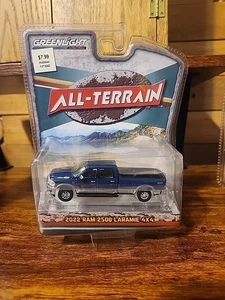 GREENLIGHT
$7.99
ALL-TERRAIN
2022 RAM 2500 LARAMIE 4X4